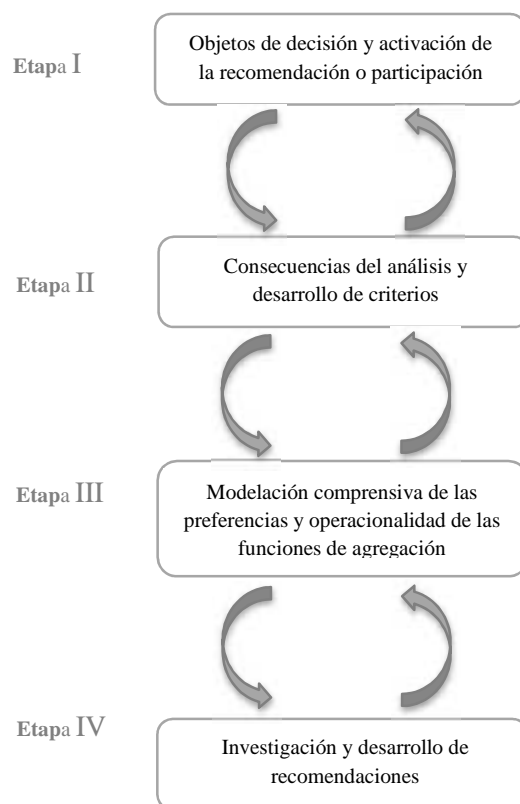 Etapa I
Objetos de decisión y activación de
la recomendación o participación
Etapa II
Consecuencias del análisis y
desarrollo de criterios
Etapa III
Modelación comprensiva de las
preferencias y operacionalidad de las
funciones de agregación
Etapa IV
Investigación y desarrollo de
recomendaciones